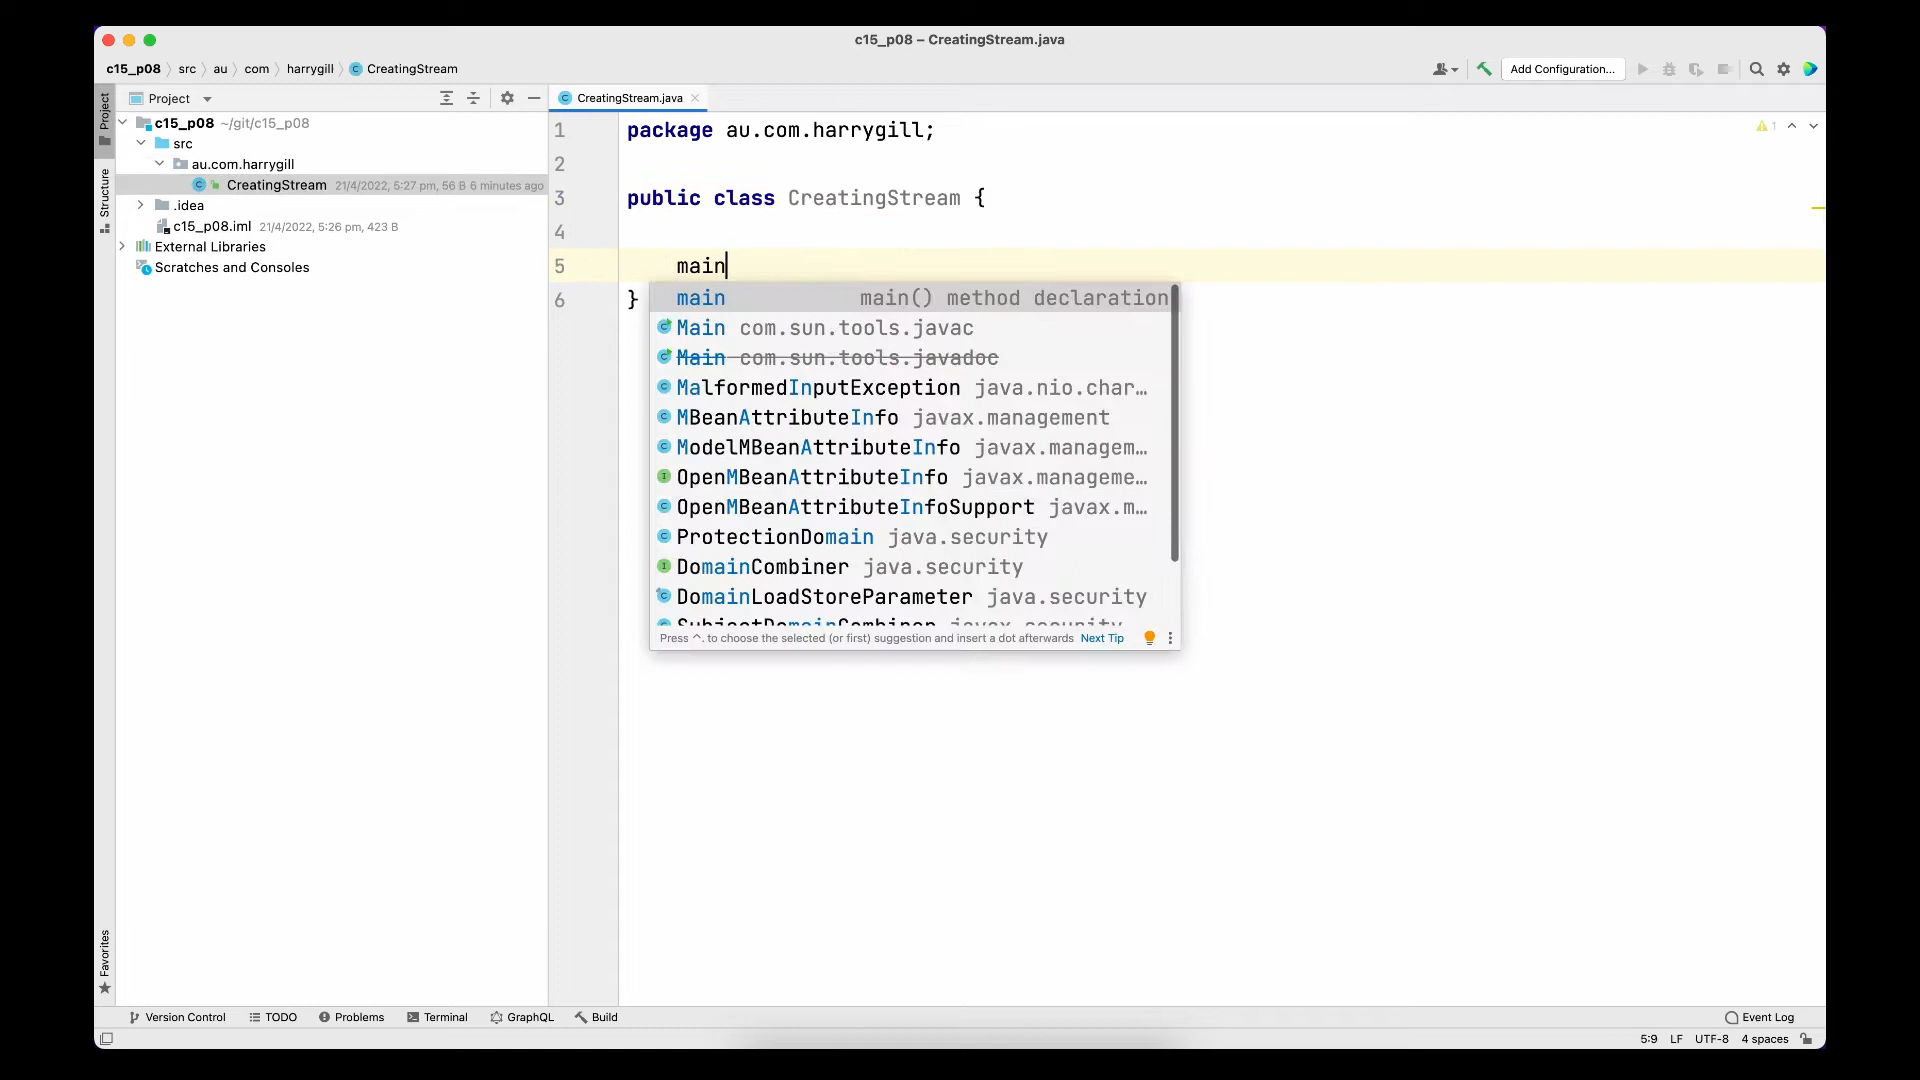 c15_p08 – CreatingStream.java
c15_p08 src au com harrygill CreatingStream
Add Configuration...
Project
Project
Structure
Favorites
c15_p08 ~/git/c15_p08
src
au.com.harrygill
CreatingStream 21/4/2022, 5:27 pm, 56 B 6 minutes ago
.idea
c15_p08.iml 21/4/2022, 5:26 pm, 423 B
External Libraries
Scratches and Consoles
CreatingStream.java
1
1 package au.com.harrygill;
2
3 public class CreatingStream {
4
5 main
6 }
main main() method declaration
Main com.sun.tools.javac
Main com.sun.tools.javadoc
MalformedInputException java.nio.char…
MBeanAttributeInfo javax.management
ModelMBeanAttributeInfo javax.managem…
OpenMBeanAttributeInfo javax.manageme…
OpenMBeanAttributeInfoSupport javax.m…
ProtectionDomain java.security
DomainCombiner java.security
DomainLoadStoreParameter java.security
SubjectDomainCombiner javax.security
Press ^. to choose the selected (or first) suggestion and insert a dot afterwards Next Tip
Version Control TODO Problems Terminal GraphQL Build Event Log
5:9 LF UTF-8 4 spaces